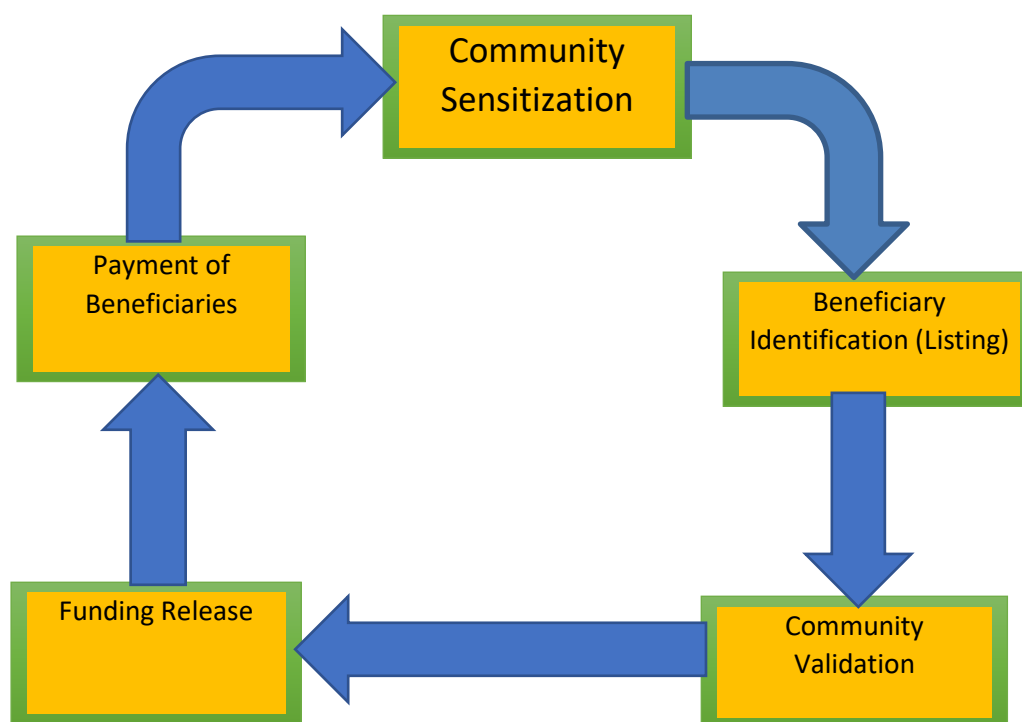 Community
Sensitization
Beneficiary
Identification (Listing)
Community
Validation
Funding Release
Payment of
Beneficiaries